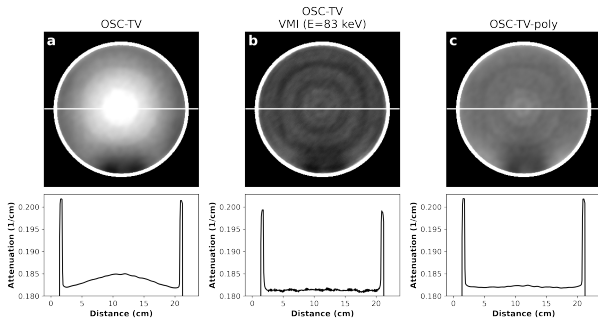 OSC-TV
OSC-TV
VMI (E=83 keV)
OSC-TV-poly
a
b
c
Attenuation (1/cm)
0.200
0.195
0.190
0.185
0.180
0
5
10
15
20
Distance (cm)
Attenuation (1/cm)
0.200
0.195
0.190
0.185
0.180
0
5
10
15
20
Distance (cm)
Attenuation (1/cm)
0.200
0.195
0.190
0.185
0.180
0
5
10
15
20
Distance (cm)